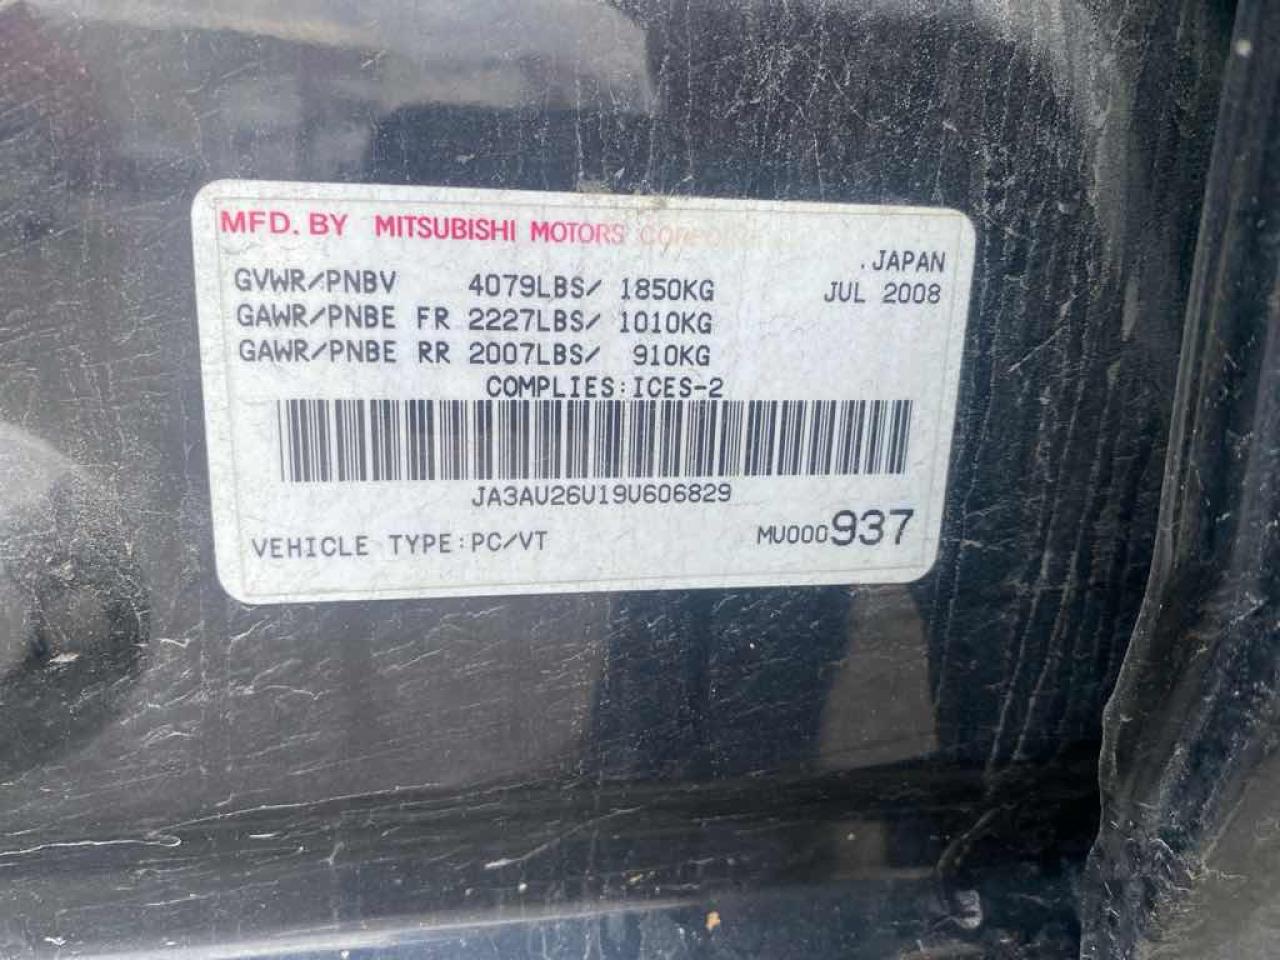 MFD. BY MITSUBISHI MOTORS CORPORATION
, JAPAN
GVWR/PNBV 4079LBS/ 1850KG JUL 2008
GAWR/PNBE FR 2227LBS/ 1010KG
GAWR/PNBE RR 2007LBS/ 910KG
COMPLIES:ICES-2
JA3AU26U19U606829
VEHICLE TYPE:PC/VT MU000937